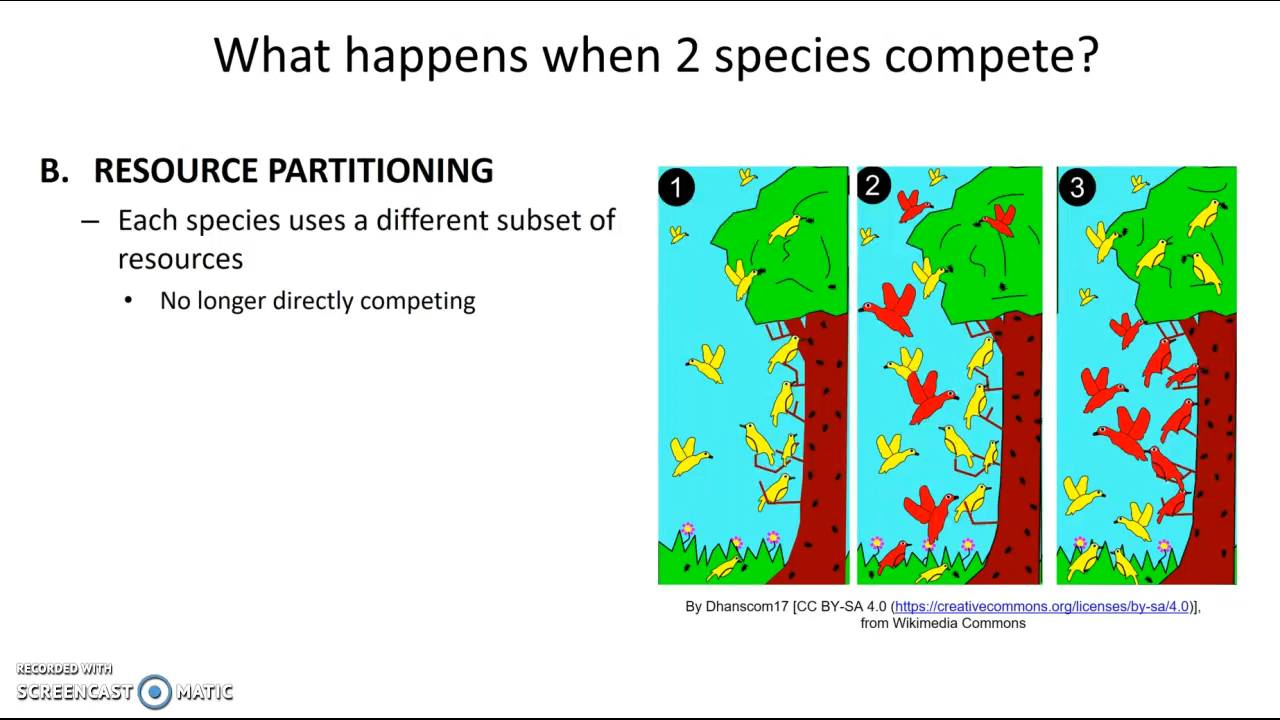 What happens when 2 species compete?
B. RESOURCE PARTITIONING
– Each species uses a different subset of
resources
• No longer directly competing
1
2
3
By Dhanscom17 [CC BY-SA 4.0 (https://creativecommons.org/licenses/by-sa/4.0)],
from Wikimedia Commons
RECORDED WITH
SCREENCAST MATIC